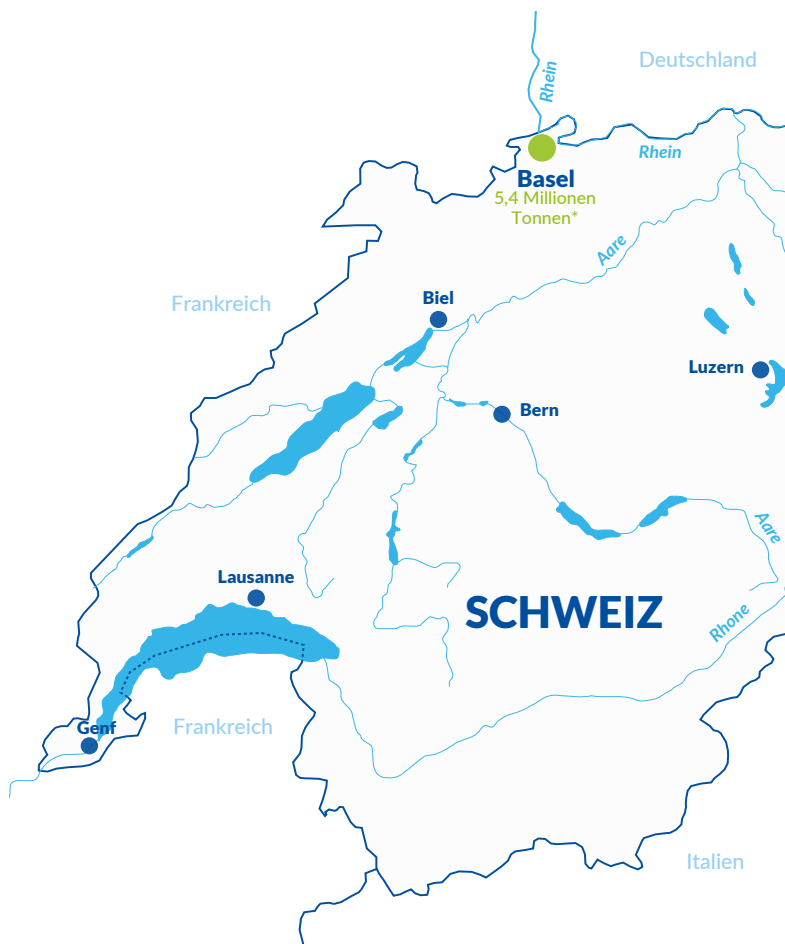 Deutschland
Rhein
Rhein
Basel
5,4 Millionen
Tonnen*
Aare
Frankreich
Biel
Luzern
Bern
Aare
Lausanne
SCHWEIZ
Rhone
Genf
Frankreich
Italien